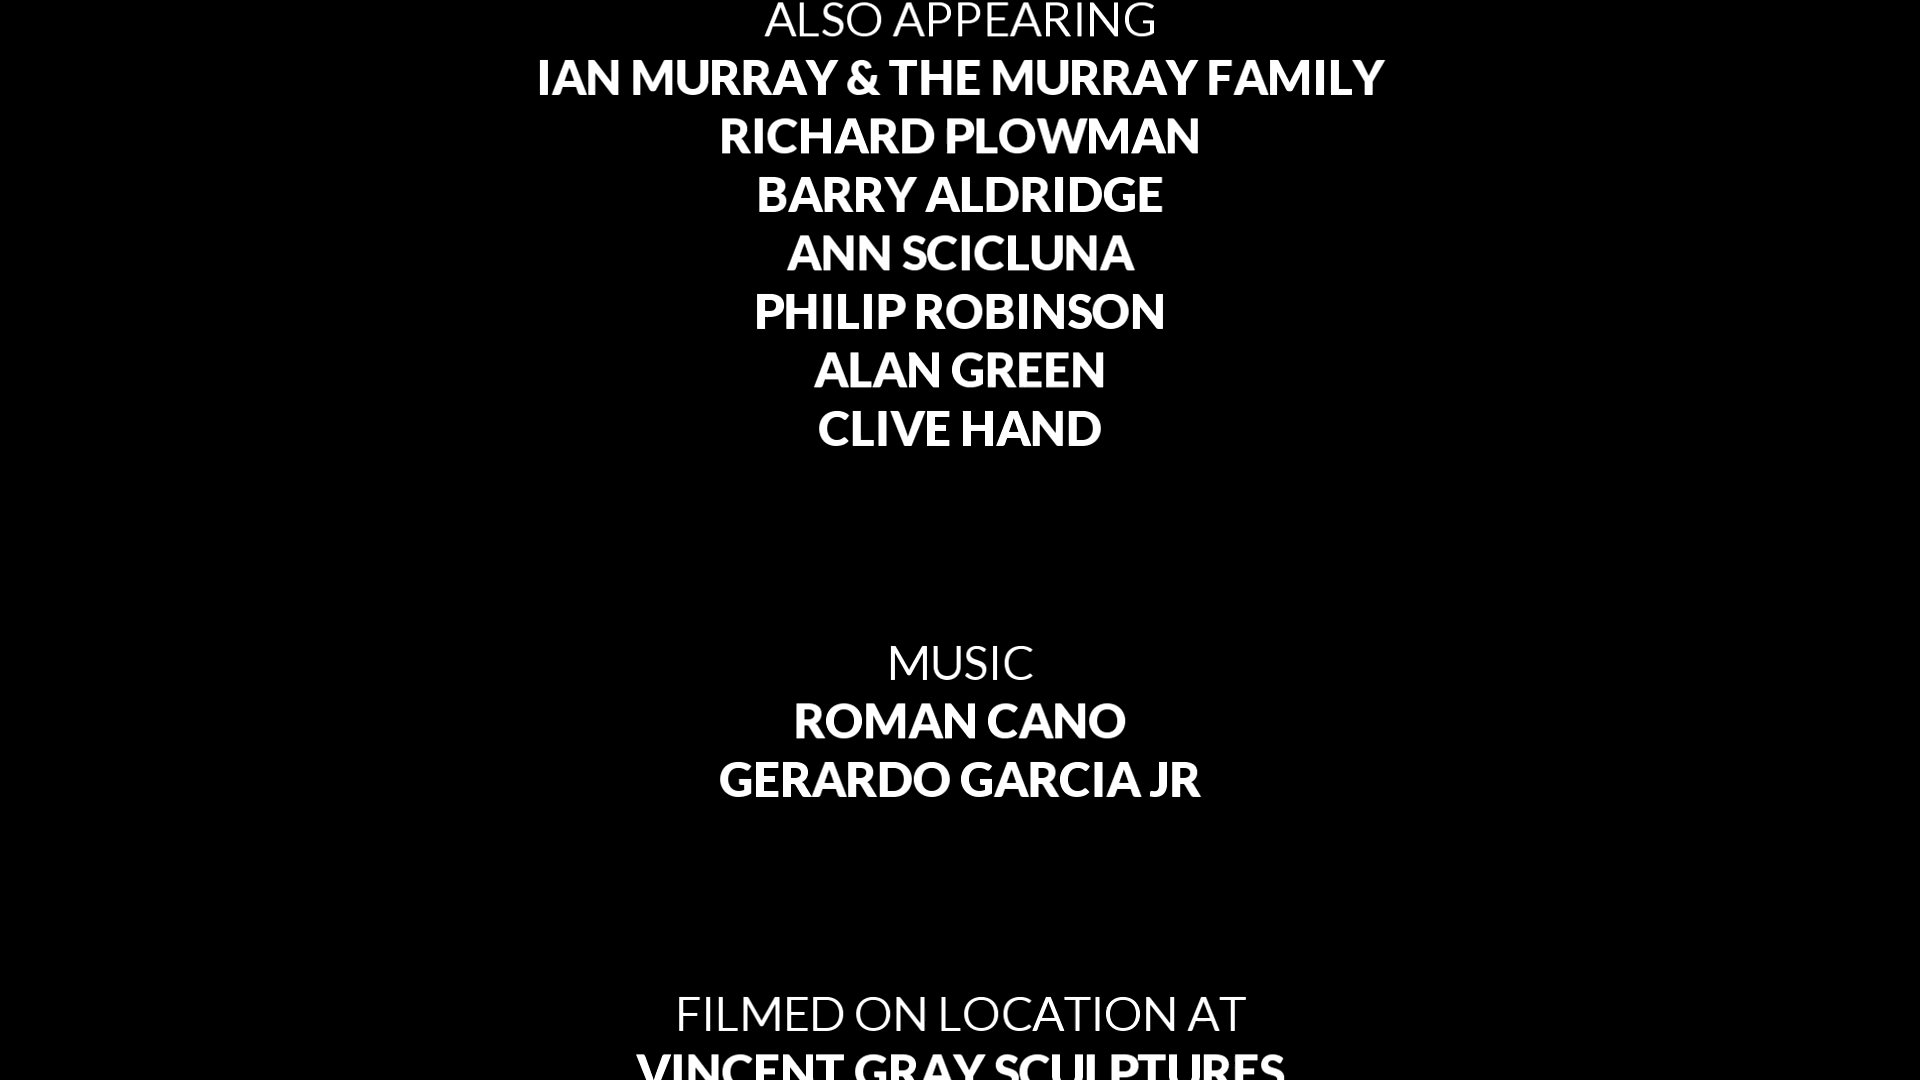 ALSO APPEARING
IAN MURRAY & THE MURRAY FAMILY
RICHARD PLOWMAN
BARRY ALDRIDGE
ANN SCICLUNA
PHILIP ROBINSON
ALAN GREEN
CLIVE HAND
MUSIC
ROMAN CANO
GERARDO GARCIA JR
FILMED ON LOCATION AT
VINCENT GRAY SCULPTURES